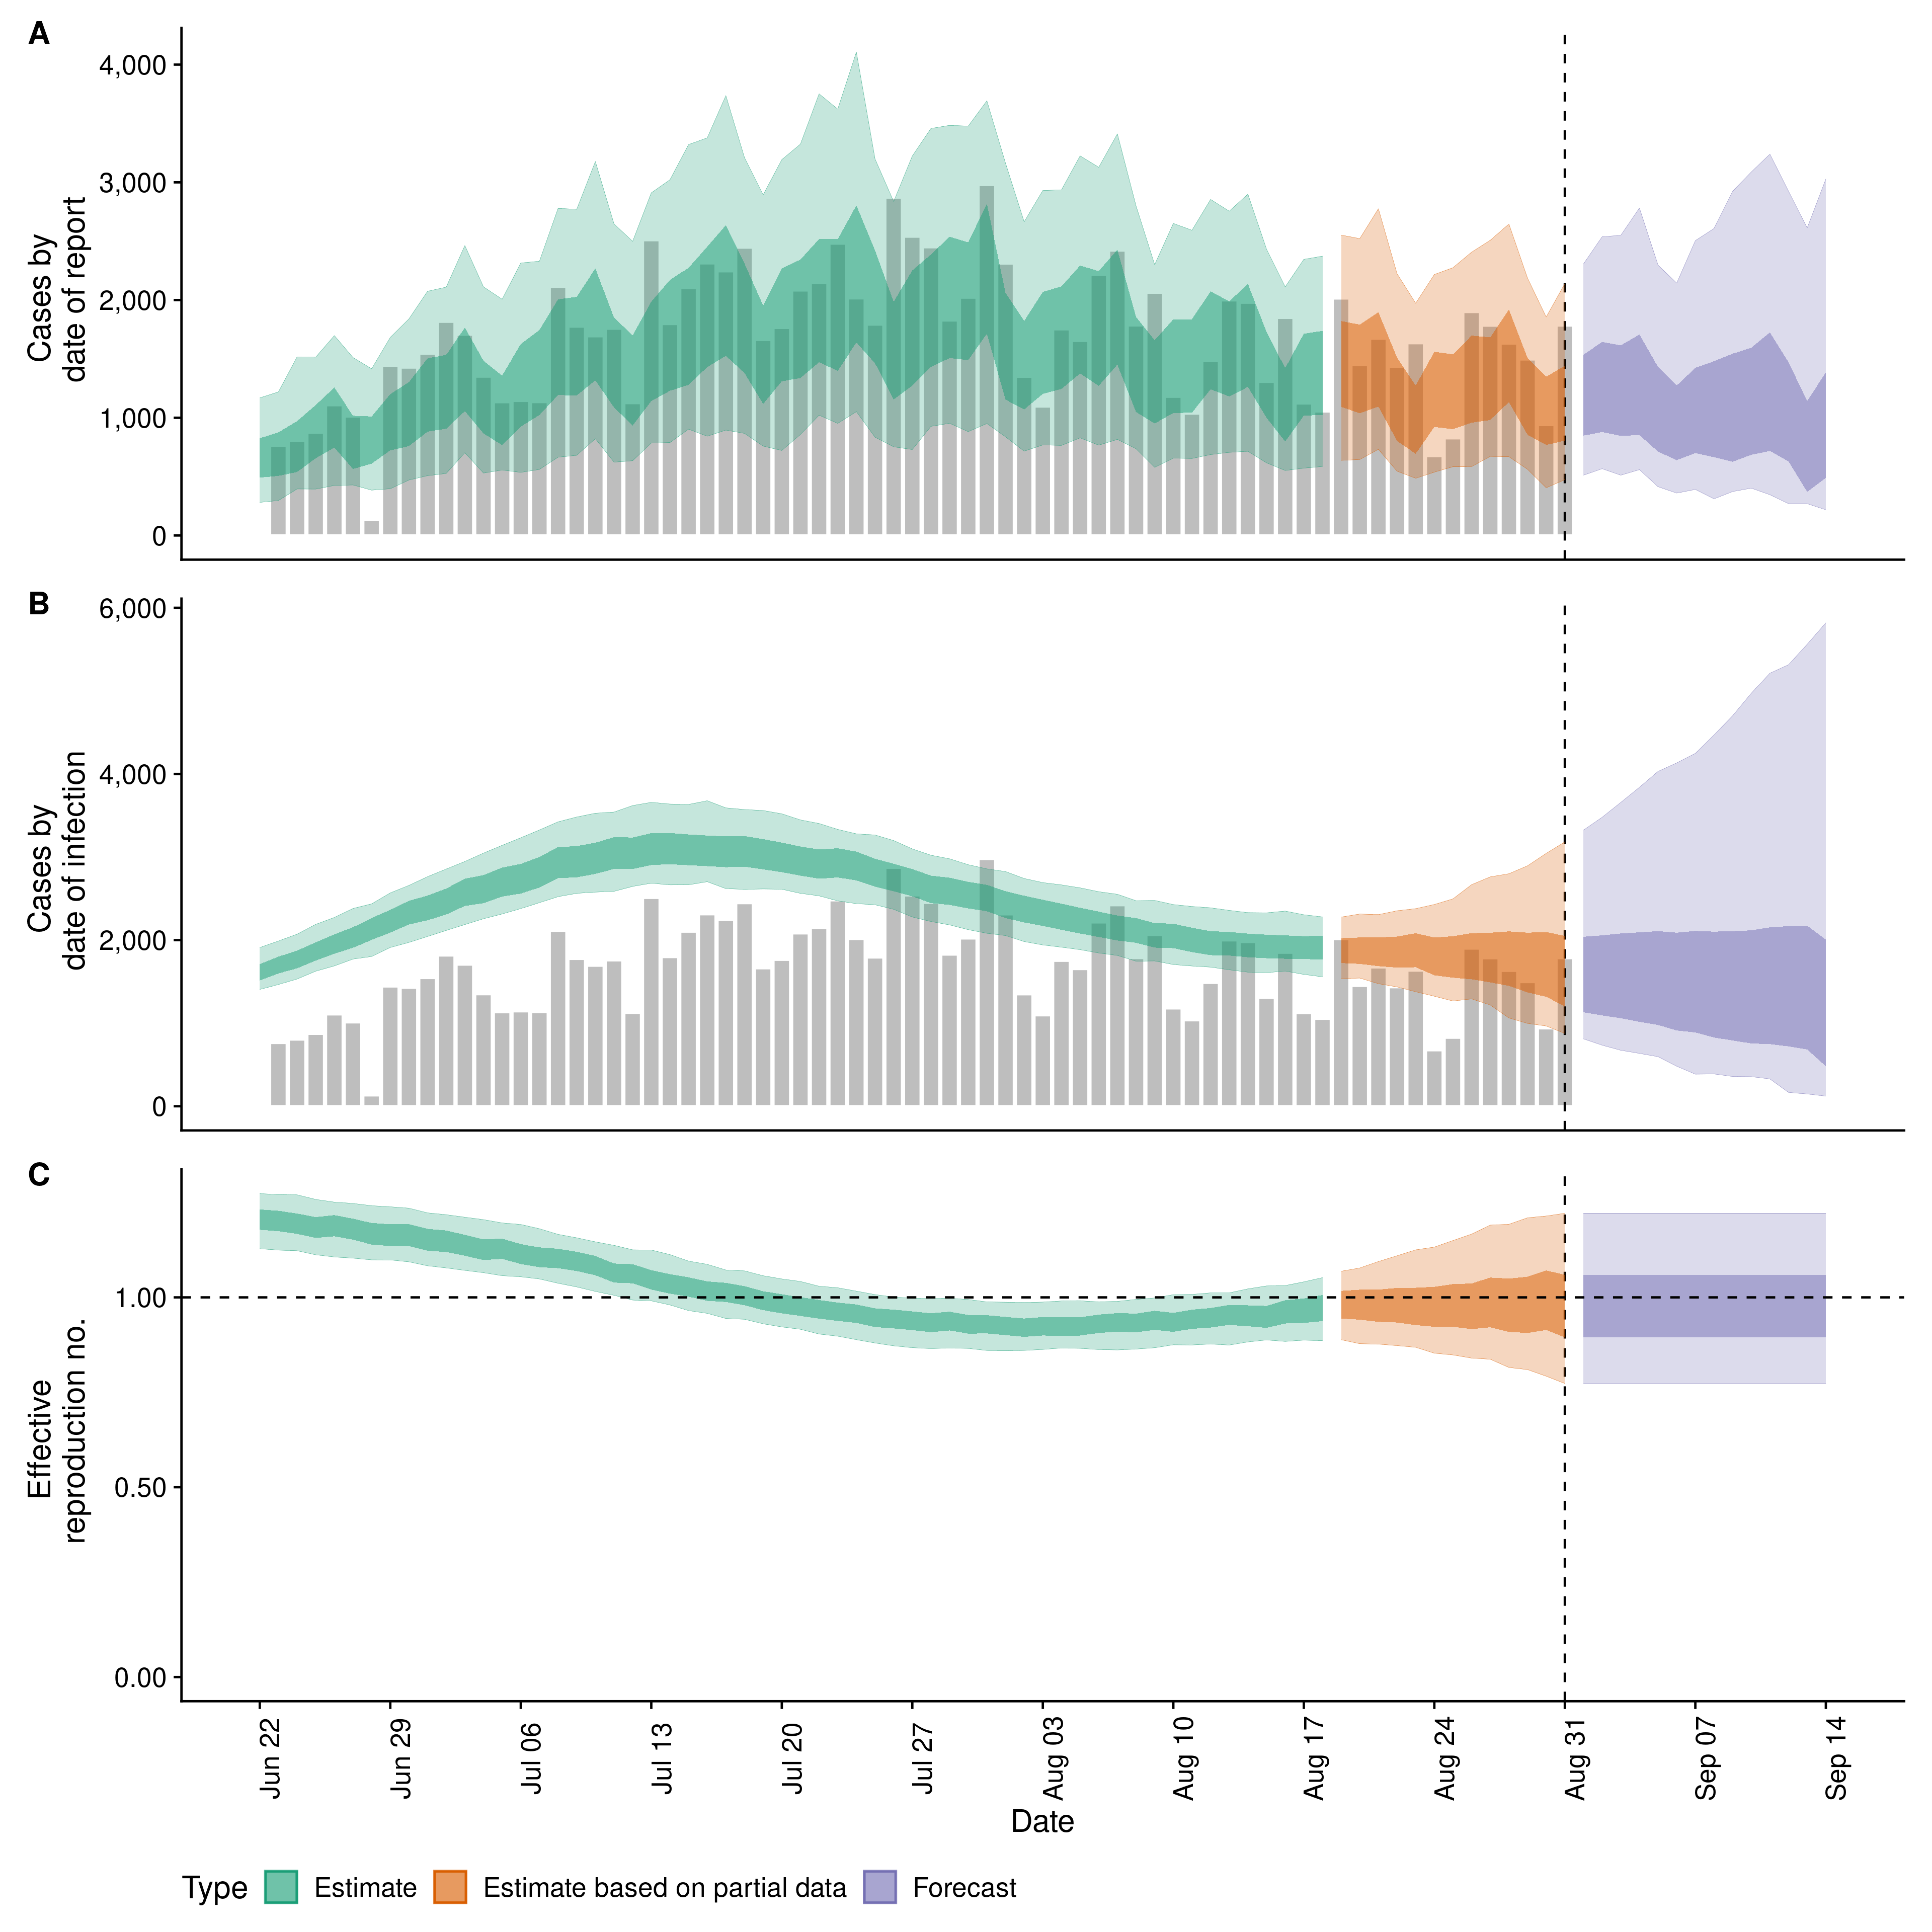 A
Cases by
date of report
4,000
3,000
2,000
1,000
0
B
Cases by
date of infection
6,000
4,000
2,000
0
C
Effective
reproduction no.
1.00
0.50
0.00
Jun 22
Jun 29
Jul 06
Jul 13
Jul 20
Jul 27
Aug 03
Aug 10
Aug 17
Aug 24
Aug 31
Sep 07
Sep 14
Date
Type Estimate Estimate based on partial data Forecast